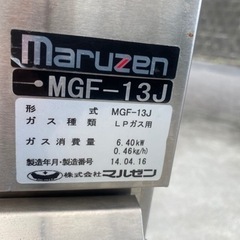 maruzen
MGF-13J
形 式 MGF-13J
ガス種類 LPガス用
ガス消費量 6.40kW
0.46kg/h
製造年月・製造番号 14.04.16
株式会社マルゼン